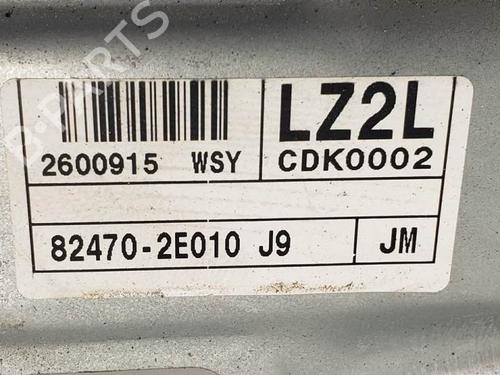 LZ2L
2600915 WSY
CDK0002
82470-2E010 J9
JM
B-PARTS